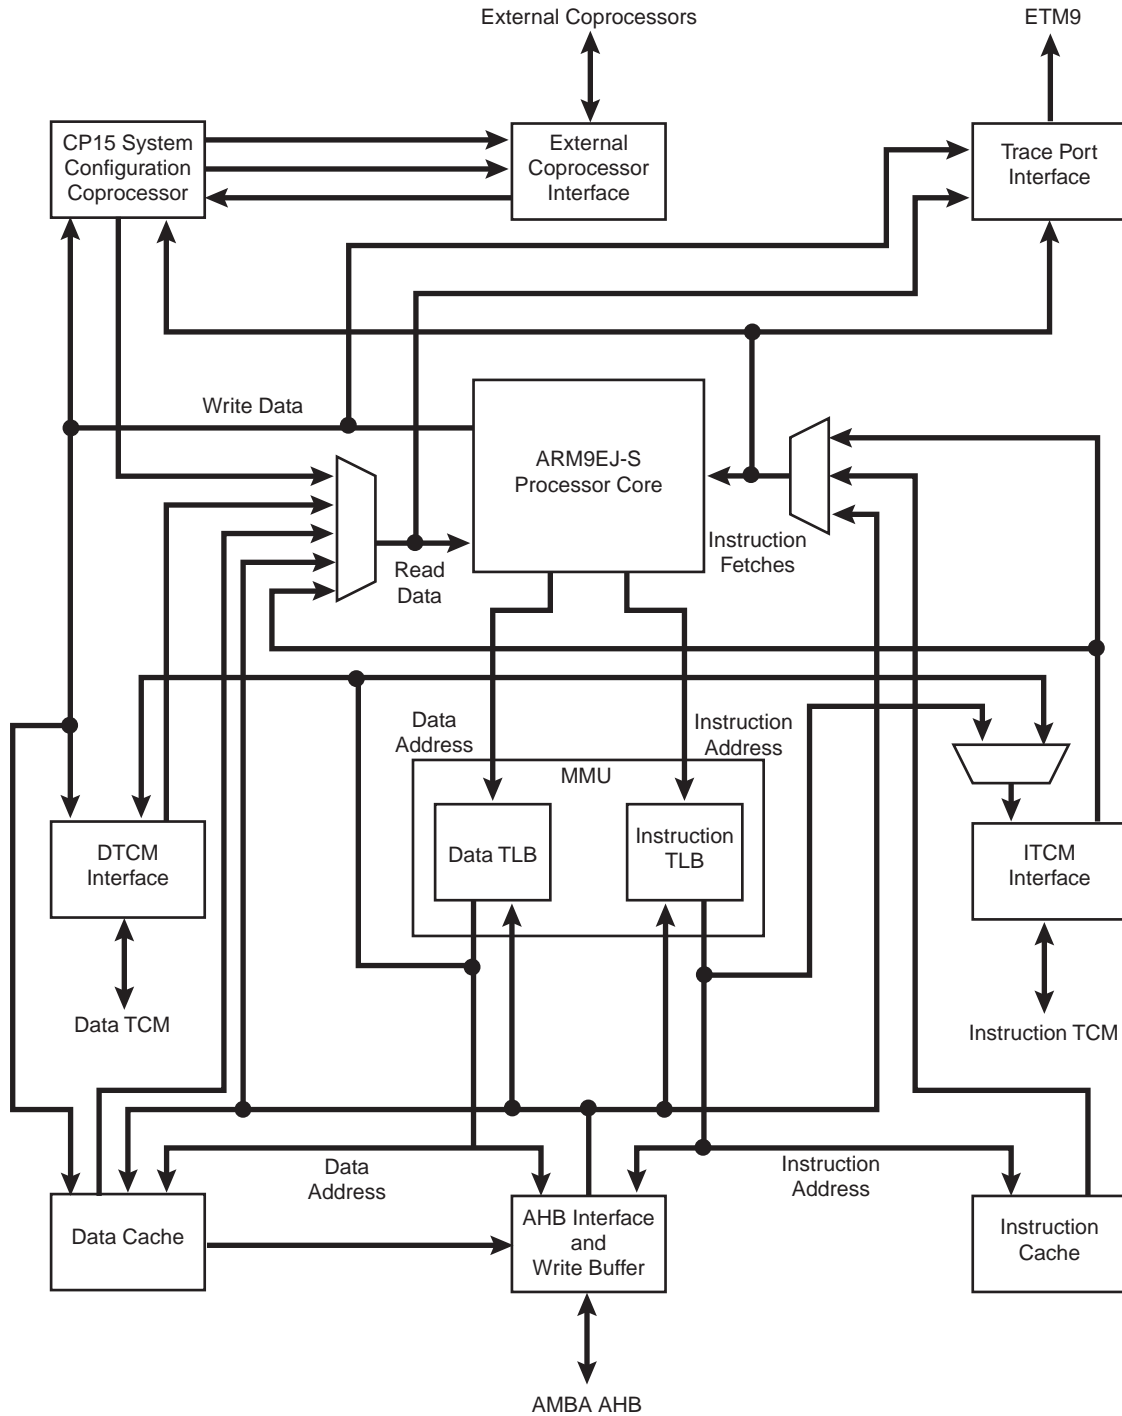 External Coprocessors
ETM9
CP15 System
Configuration
Coprocessor
External
Coprocessor
Interface
Trace Port
Interface
Write Data
ARM9EJ-S
Processor Core
Instruction
Fetches
Read
Data
Data
Address
Instruction
Address
MMU
Data TLB
Instruction
TLB
DTCM
Interface
ITCM
Interface
Data TCM
Instruction TCM
Data
Address
Instruction
Address
Data Cache
AHB Interface
and
Write Buffer
Instruction
Cache
AMBA AHB